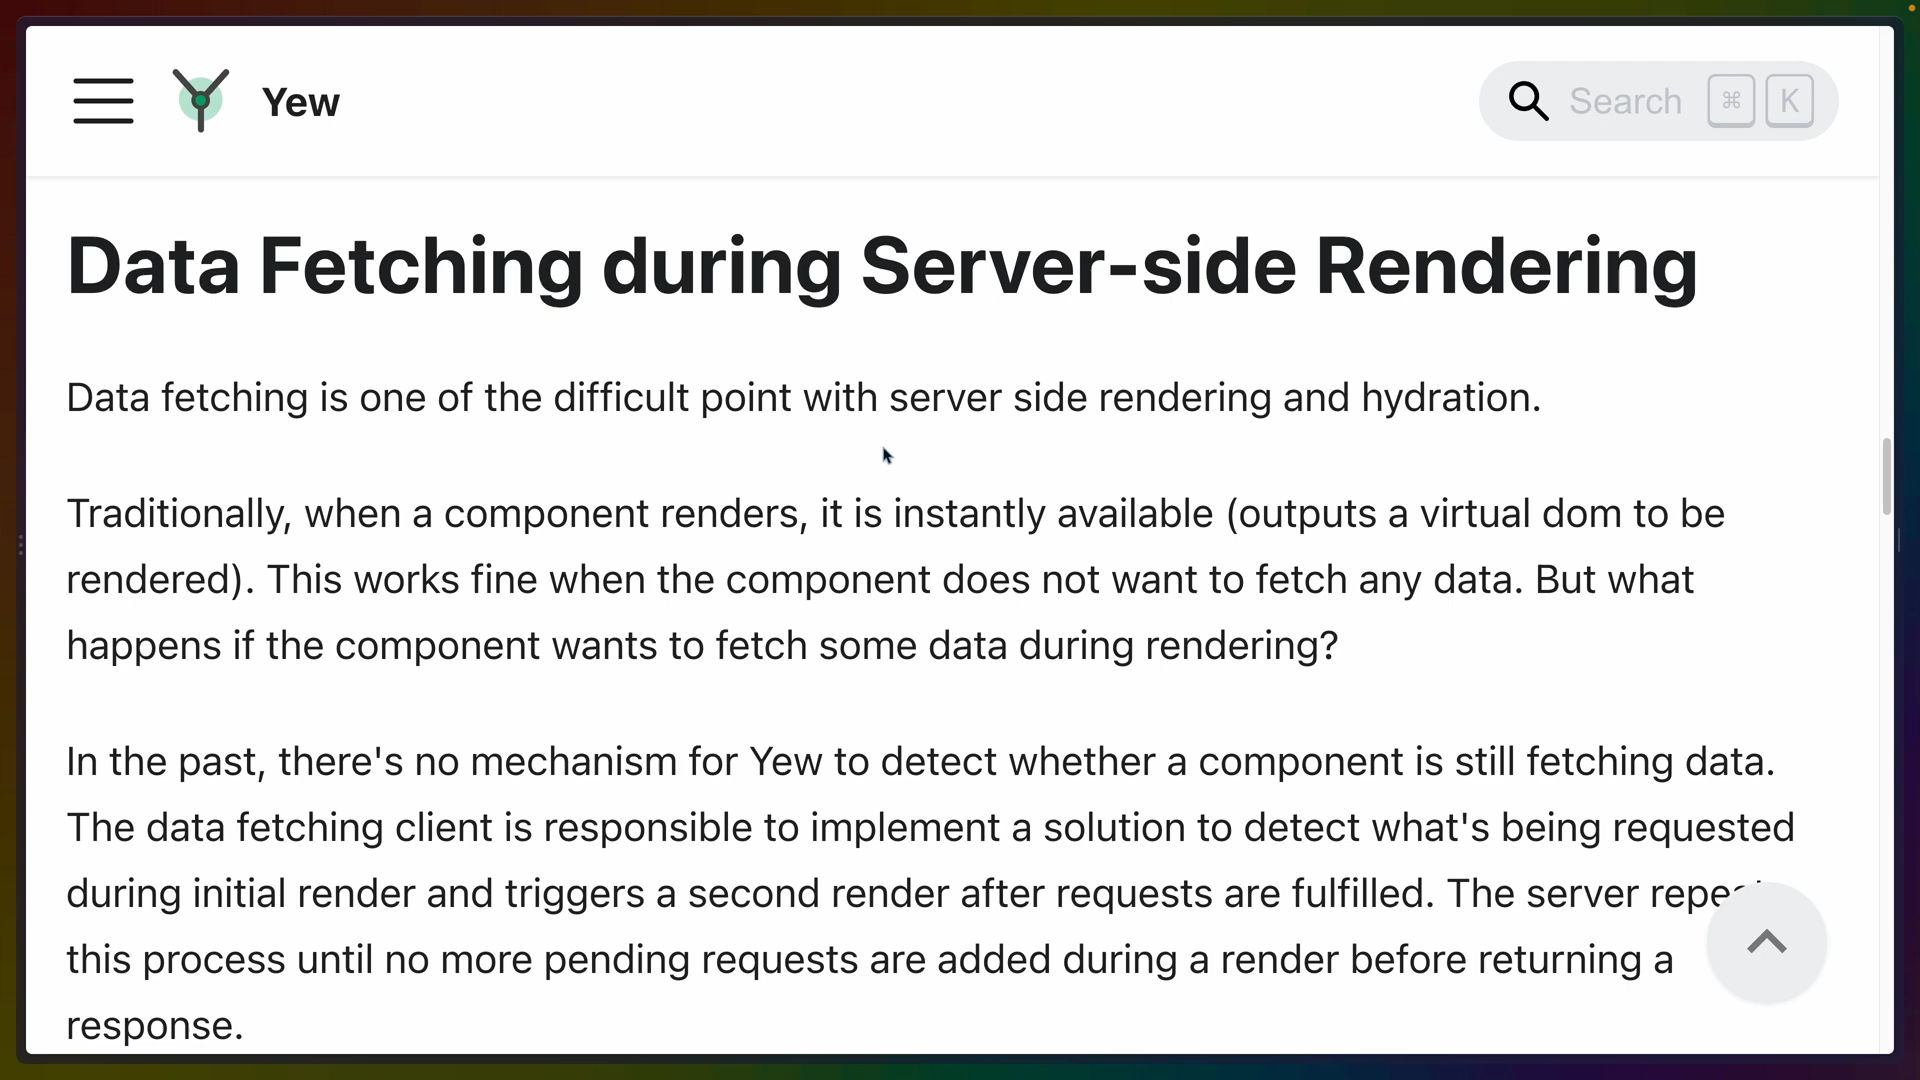 Yew
Search ⌘ K
Data Fetching during Server-side Rendering
Data fetching is one of the difficult point with server side rendering and hydration.
Traditionally, when a component renders, it is instantly available (outputs a virtual dom to be
rendered). This works fine when the component does not want to fetch any data. But what
happens if the component wants to fetch some data during rendering?
In the past, there's no mechanism for Yew to detect whether a component is still fetching data.
The data fetching client is responsible to implement a solution to detect what's being requested
during initial render and triggers a second render after requests are fulfilled. The server
this process until no more pending requests are added during a render before returning a
response.